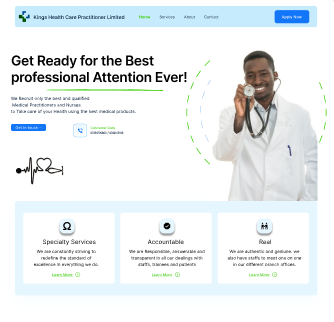 Kings Health Care Practitioner Limited
Home Services About Contact
Apply Now
Get Ready for the Best
professional Attention Ever!
We Recruit only the best and qualified
Medical Practitioners and Nurses
to Take care of your Health using the best medical products.
Get in touch
Speciality Services
We are constantly striving to
redefine the standard of
excellence in everything we do.
Learn More
Accountable
We are Responsible, answerable and
transparent in all our dealings with
staffs, trainees and patients
Learn More
Real
We are authentic and genuine, we
also have staffs to meet one on one
in our different branch offices.
Learn More